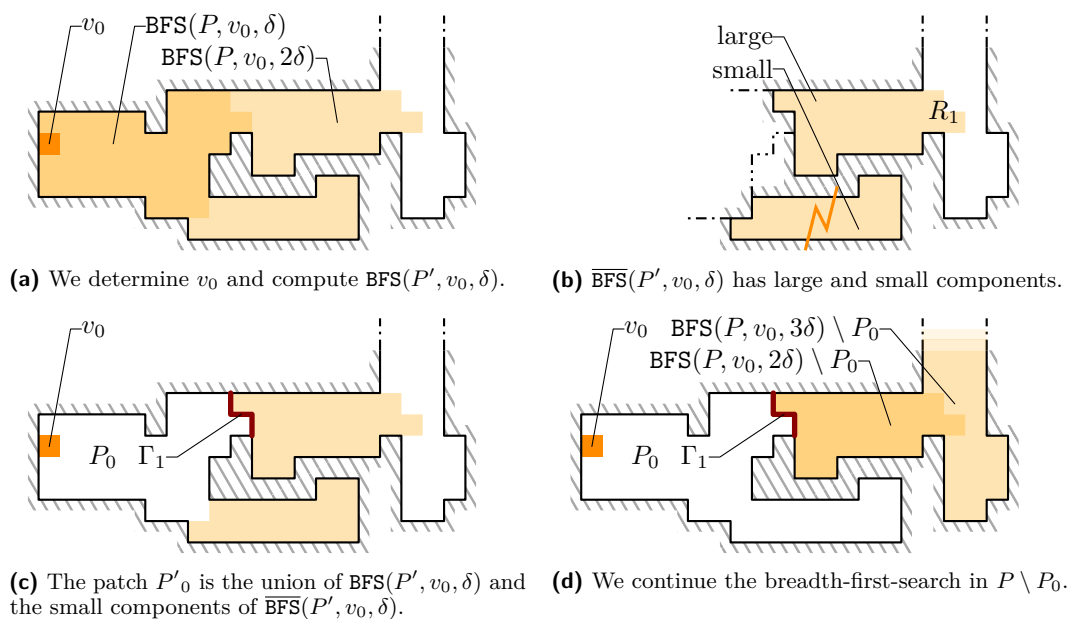 v₀
BFS(P, v₀, δ)
BFS(P, v₀, 2δ)
(a) We determine v₀ and compute BFS(P′, v₀, δ).
large
small
R₁
(b) B̅F̅S̅(P′, v₀, δ) has large and small components.
v₀
P₀ Γ₁
(c) The patch P′₀ is the union of BFS(P′, v₀, δ) and
the small components of B̅F̅S̅(P′, v₀, δ).
v₀ BFS(P, v₀, 3δ) \ P₀
BFS(P, v₀, 2δ) \ P₀
P₀ Γ₁
(d) We continue the breadth-first-search in P \ P₀.